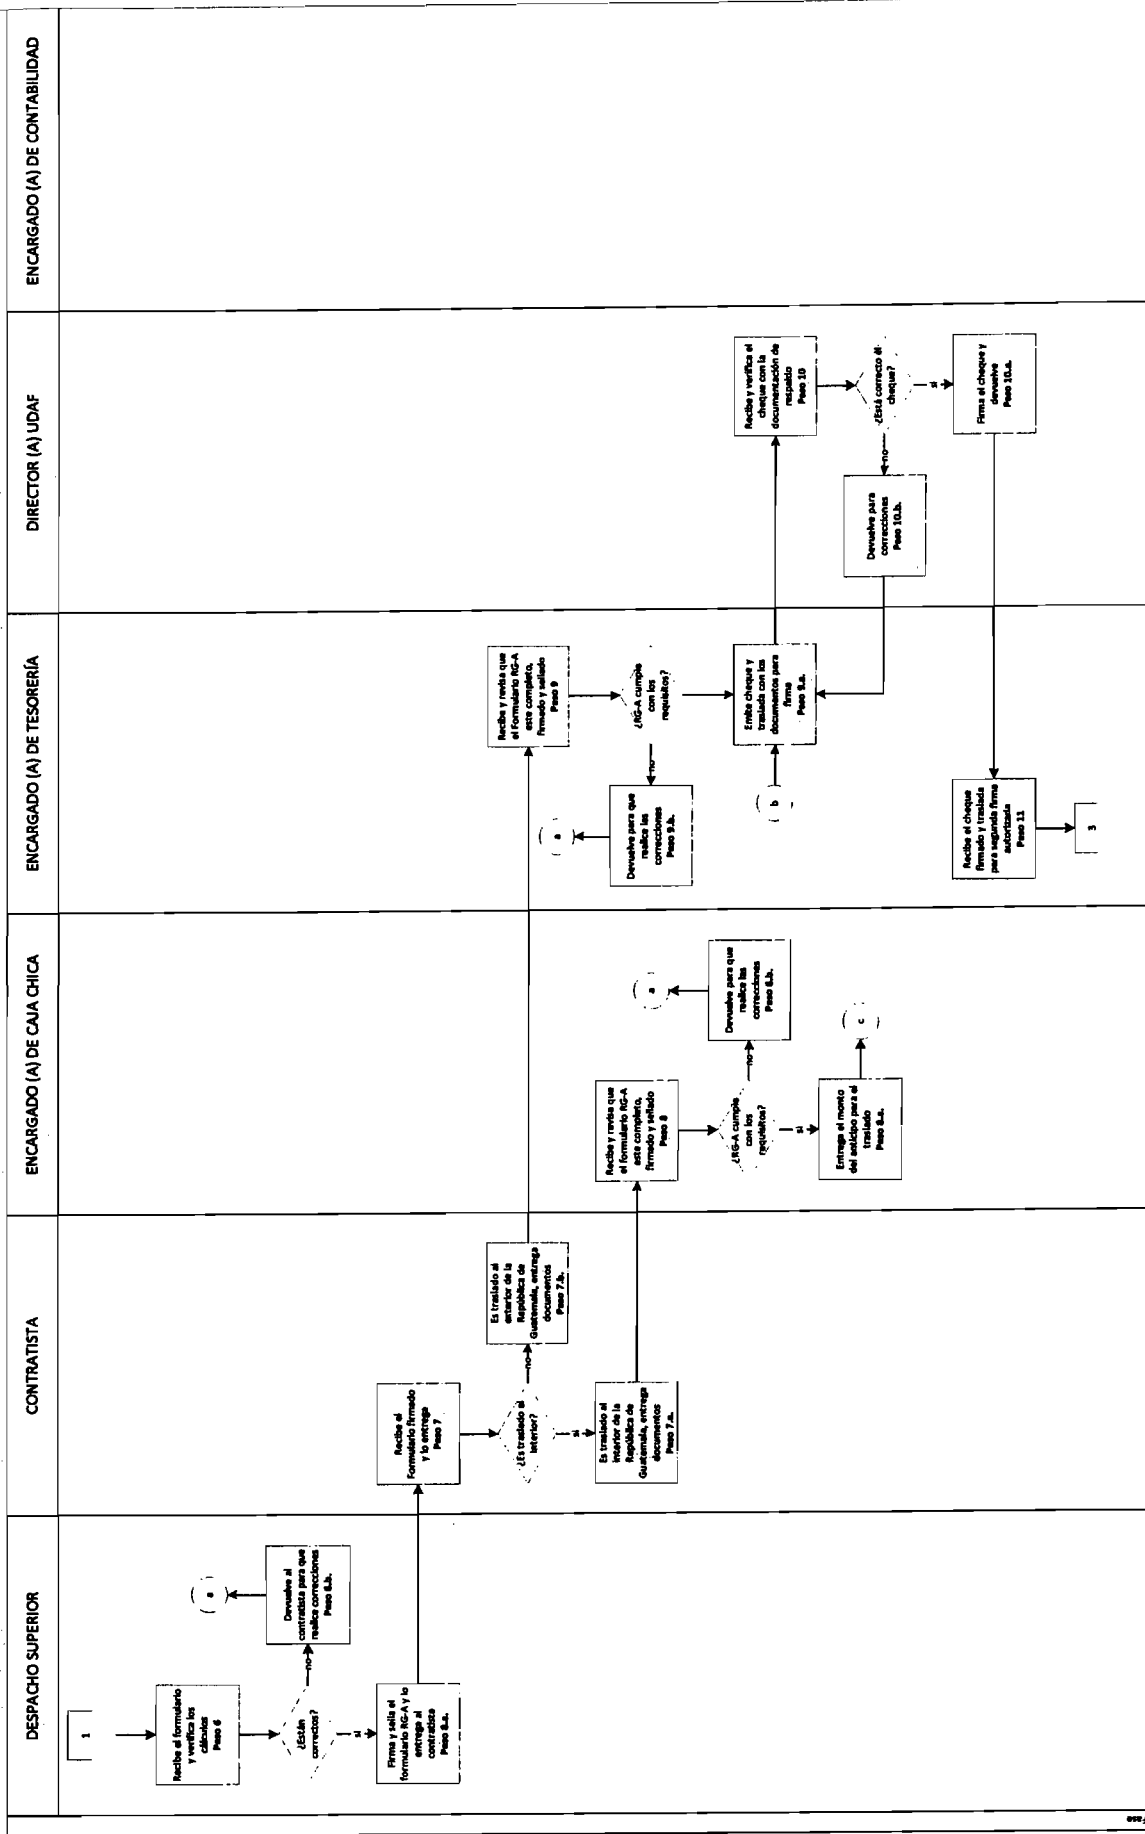 DESPACHO SUPERIOR
CONTRATISTA
ENCARGADO (A) DE CAJA CHICA
ENCARGADO (A) DE TESORERÍA
DIRECTOR (A) UDAF
ENCARGADO (A) DE CONTABILIDAD
1
Recibe el formulario
y verifica los
cálculos
Paso 6
¿Están
correctos?
no
Devuelve al
contratista para que
realice correcciones
Paso 6.b.
a
si
Firma y sella el
formulario RG-A y lo
entrega al
contratista
Paso 6.a.
Recibe el
Formulario firmado
y lo entrega
Paso 7
¿Es traslado al
interior?
no
Es traslado al
exterior de la
República de
Guatemala, entrega
documentos
Paso 7.b.
si
Es traslado al
interior de la
República de
Guatemala, entrega
documentos
Paso 7.a.
Recibe y revisa que
el formulario RG-A
este completo,
firmado y sellado
Paso 8
¿RG-A cumple
con los
requisitos?
no
Devuelve para que
realice las
correcciones
Paso 8.b.
a
si
Entrega el monto
del anticipo para el
traslado
Paso 8.a.
c
Recibe y revisa que
el Formulario RG-A
este completo,
firmado y sellado
Paso 9
¿RG-A cumple
con los
requisitos?
no
Devuelve para que
realice las
correcciones
Paso 9.b.
a
b
Emite cheque y
traslada con los
documentos para
firma
Paso 9.a.
Recibe y verifica el
cheque con la
documentación de
respaldo
Paso 10
¿Está correcto el
cheque?
no
Devuelve para
correcciones
Paso 10.b.
si
Firma el cheque y
devuelve
Paso 10.a.
Recibe el cheque
firmado y traslada
para segunda firma
autorizada
Paso 11
3
Fase